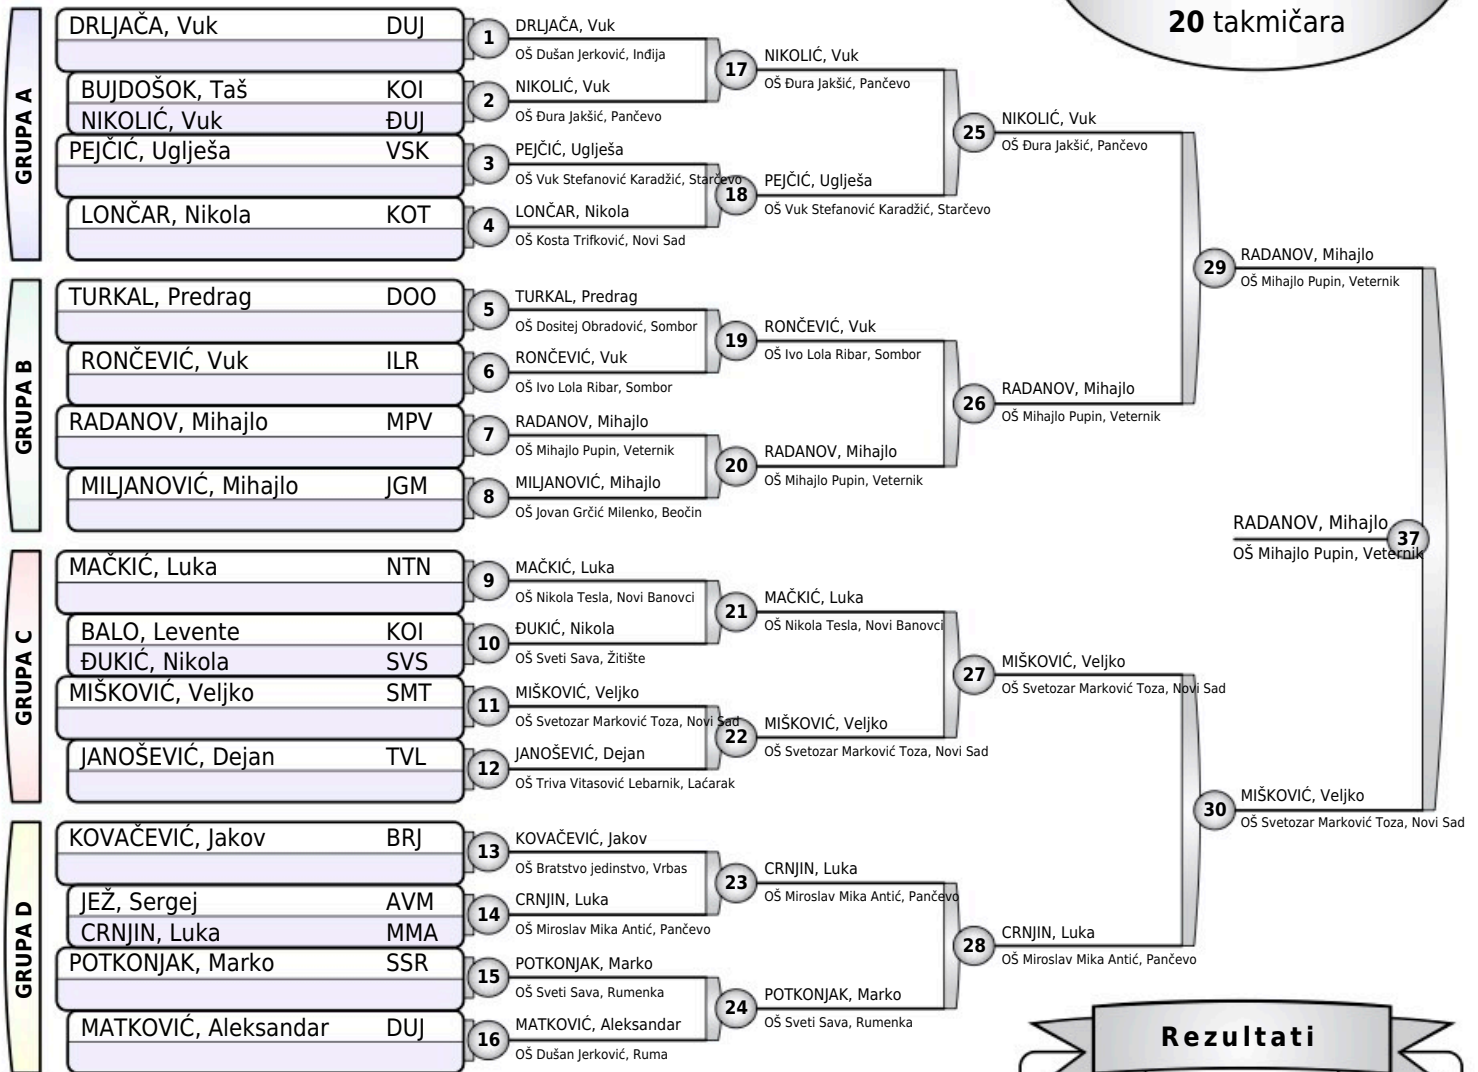 20 takmičara
GRUPA A
DRLJAČA, Vuk DUJ
BUJDOŠOK, Taš KOI
NIKOLIĆ, Vuk ĐUJ
PEJČIĆ, Uglješa VSK
LONČAR, Nikola KOT
GRUPA B
TURKAL, Predrag DOO
RONČEVIĆ, Vuk ILR
RADANOV, Mihajlo MPV
MILJANOVIĆ, Mihajlo JGM
GRUPA C
MAČKIĆ, Luka NTN
BALO, Levente KOI
ĐUKIĆ, Nikola SVS
MIŠKOVIĆ, Veljko SMT
JANOŠEVIĆ, Dejan TVL
GRUPA D
KOVAČEVIĆ, Jakov BRJ
JEŽ, Sergej AVM
CRNJIN, Luka MMA
POTKONJAK, Marko SSR
MATKOVIĆ, Aleksandar DUJ
1
DRLJAČA, Vuk
OŠ Dušan Jerković, Inđija
2
NIKOLIĆ, Vuk
OŠ Đura Jakšić, Pančevo
3
PEJČIĆ, Uglješa
OŠ Vuk Stefanović Karadžić, Starčevo
4
LONČAR, Nikola
OŠ Kosta Trifković, Novi Sad
5
TURKAL, Predrag
OŠ Dositej Obradović, Sombor
6
RONČEVIĆ, Vuk
OŠ Ivo Lola Ribar, Sombor
7
RADANOV, Mihajlo
OŠ Mihajlo Pupin, Veternik
8
MILJANOVIĆ, Mihajlo
OŠ Jovan Grčić Milenko, Beočin
9
MAČKIĆ, Luka
OŠ Nikola Tesla, Novi Banovci
10
ĐUKIĆ, Nikola
OŠ Sveti Sava, Žitište
11
MIŠKOVIĆ, Veljko
OŠ Svetozar Marković Toza, Novi Sad
12
JANOŠEVIĆ, Dejan
OŠ Triva Vitasović Lebarnik, Laćarak
13
KOVAČEVIĆ, Jakov
OŠ Bratstvo jedinstvo, Vrbas
14
CRNJIN, Luka
OŠ Miroslav Mika Antić, Pančevo
15
POTKONJAK, Marko
OŠ Sveti Sava, Rumenka
16
MATKOVIĆ, Aleksandar
OŠ Dušan Jerković, Ruma
17
NIKOLIĆ, Vuk
OŠ Đura Jakšić, Pančevo
18
PEJČIĆ, Uglješa
OŠ Vuk Stefanović Karadžić, Starčevo
19
RONČEVIĆ, Vuk
OŠ Ivo Lola Ribar, Sombor
20
RADANOV, Mihajlo
OŠ Mihajlo Pupin, Veternik
21
MAČKIĆ, Luka
OŠ Nikola Tesla, Novi Banovci
22
MIŠKOVIĆ, Veljko
OŠ Svetozar Marković Toza, Novi Sad
23
CRNJIN, Luka
OŠ Miroslav Mika Antić, Pančevo
24
POTKONJAK, Marko
OŠ Sveti Sava, Rumenka
25
NIKOLIĆ, Vuk
OŠ Đura Jakšić, Pančevo
26
RADANOV, Mihajlo
OŠ Mihajlo Pupin, Veternik
27
MIŠKOVIĆ, Veljko
OŠ Svetozar Marković Toza, Novi Sad
28
CRNJIN, Luka
OŠ Miroslav Mika Antić, Pančevo
29
RADANOV, Mihajlo
OŠ Mihajlo Pupin, Veternik
30
MIŠKOVIĆ, Veljko
OŠ Svetozar Marković Toza, Novi Sad
37
RADANOV, Mihajlo
OŠ Mihajlo Pupin, Veternik
Rezultati